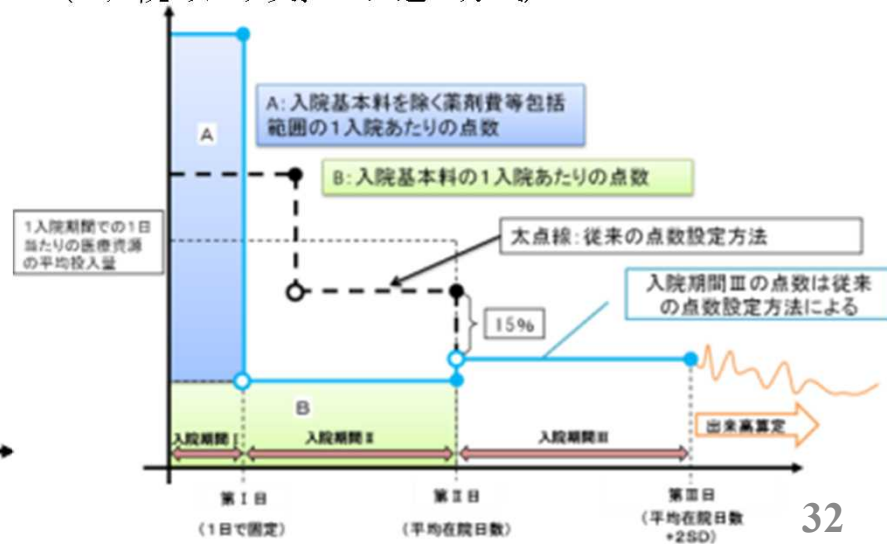 A
A：入院基本料を除く薬剤費等包括
範囲の1入院あたりの点数
B：入院基本料の1入院あたりの点数
1入院期間での1日
当たりの医療資源
の平均投入量
太点線：従来の点数設定方法
入院期間Ⅲの点数は従来
の点数設定方法による
15%
B
入院期間Ⅰ
入院期間Ⅱ
入院期間Ⅲ
出来高算定
第Ⅰ日
（1日で固定）
第Ⅱ日
（平均在院日数）
第Ⅲ日
（平均在院日数
+2SD）
32